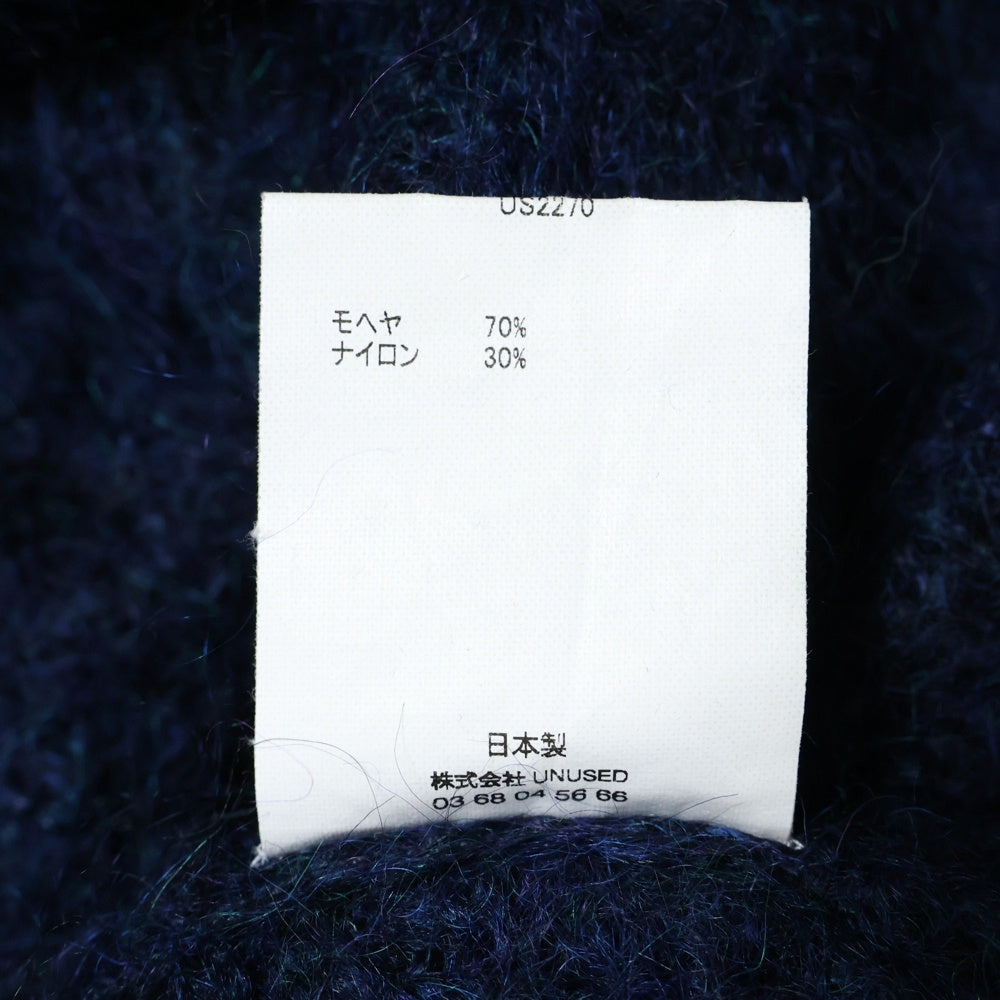 US2270
モヘヤ 70%
ナイロン 30%
日本製
株式会社 UNUSED
03 68 04 56 66